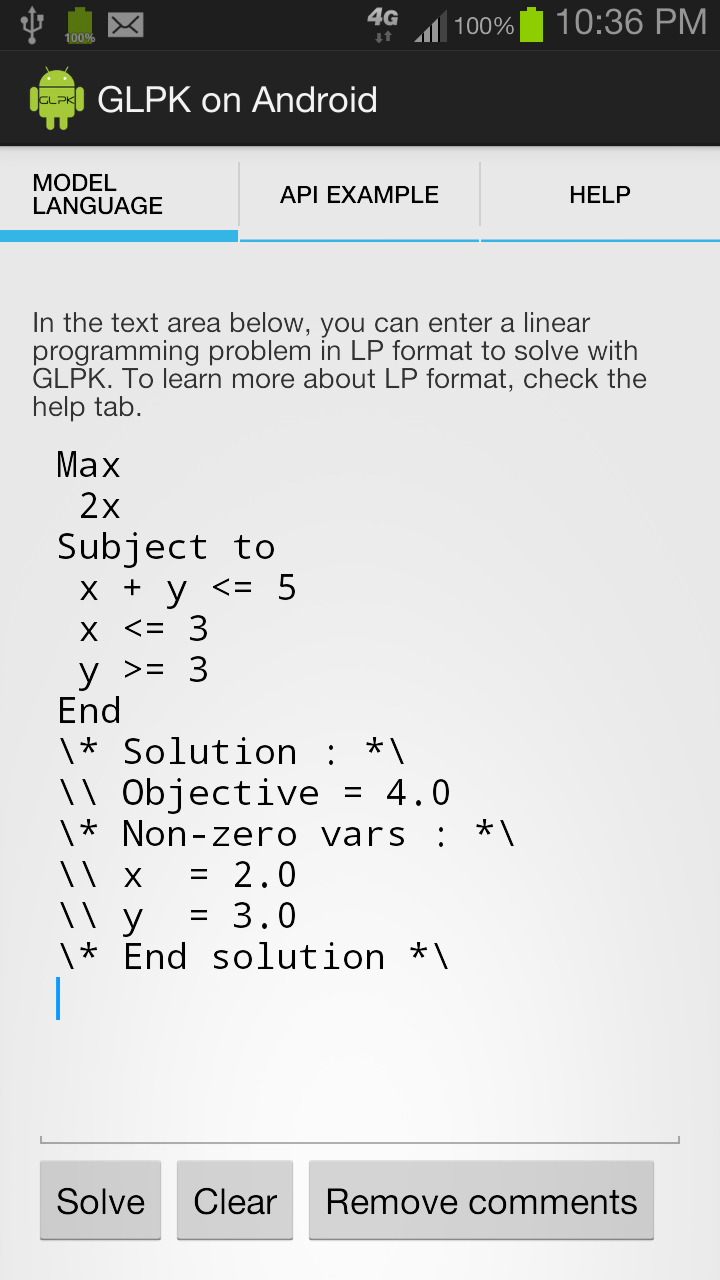 100%
4G
100%
10:36 PM
GLPK
GLPK on Android
MODEL
LANGUAGE
API EXAMPLE
HELP
In the text area below, you can enter a linear
programming problem in LP format to solve with
GLPK. To learn more about LP format, check the
help tab.
Max
2x
Subject to
x + y <= 5
x <= 3
y >= 3
End
\* Solution : *\
\\ Objective = 4.0
\* Non-zero vars : *\
\\ x  = 2.0
\\ y  = 3.0
\* End solution *\
Solve
Clear
Remove comments